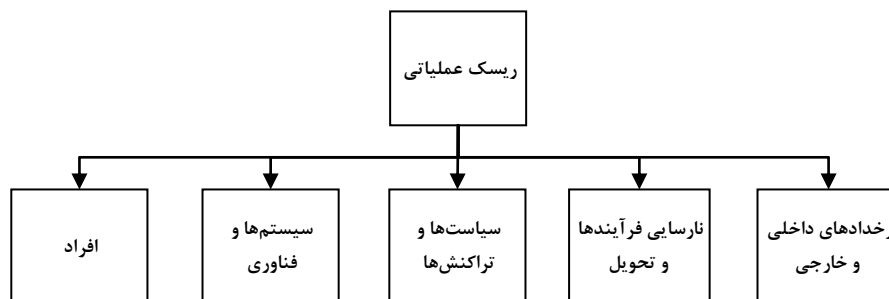 ریسک عملیاتی
رخدادهای داخلی
و خارجی
نارسایی فرآیندها
و تحویل
سیاست‌ها و
تراکنش‌ها
سیستم‌ها و
فناوری
افراد